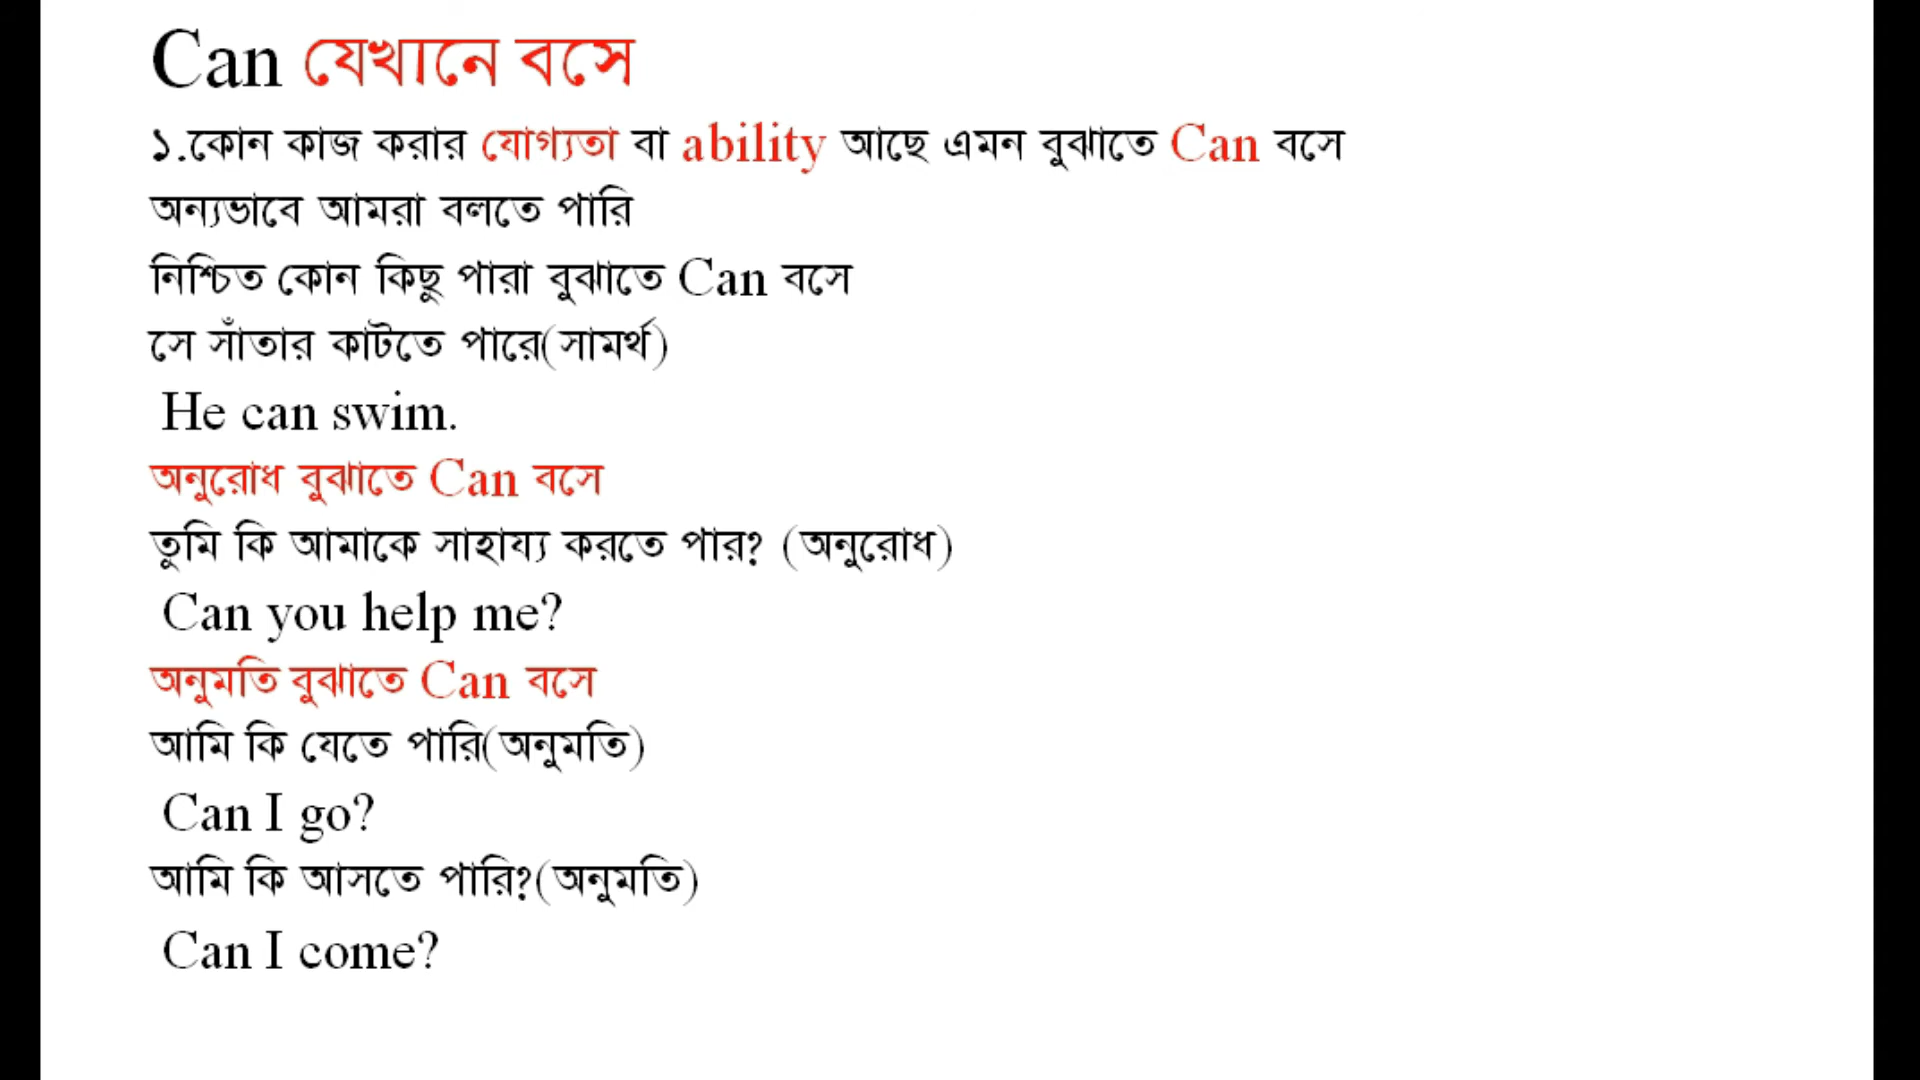 Can যেখানে বসে
১.কোন কাজ করার যোগ্যতা বা ability আছে এমন বুঝাতে Can বসে
অন্যভাবে আমরা বলতে পারি
নিশ্চিত কোন কিছু পারা বুঝাতে Can বসে
সে সাঁতার কাটতে পারে(সামর্থ)
He can swim.
অনুরোধ বুঝাতে Can বসে
তুমি কি আমাকে সাহায্য করতে পার? (অনুরোধ)
Can you help me?
অনুমতি বুঝাতে Can বসে
আমি কি যেতে পারি(অনুমতি)
Can I go?
আমি কি আসতে পারি?(অনুমতি)
Can I come?